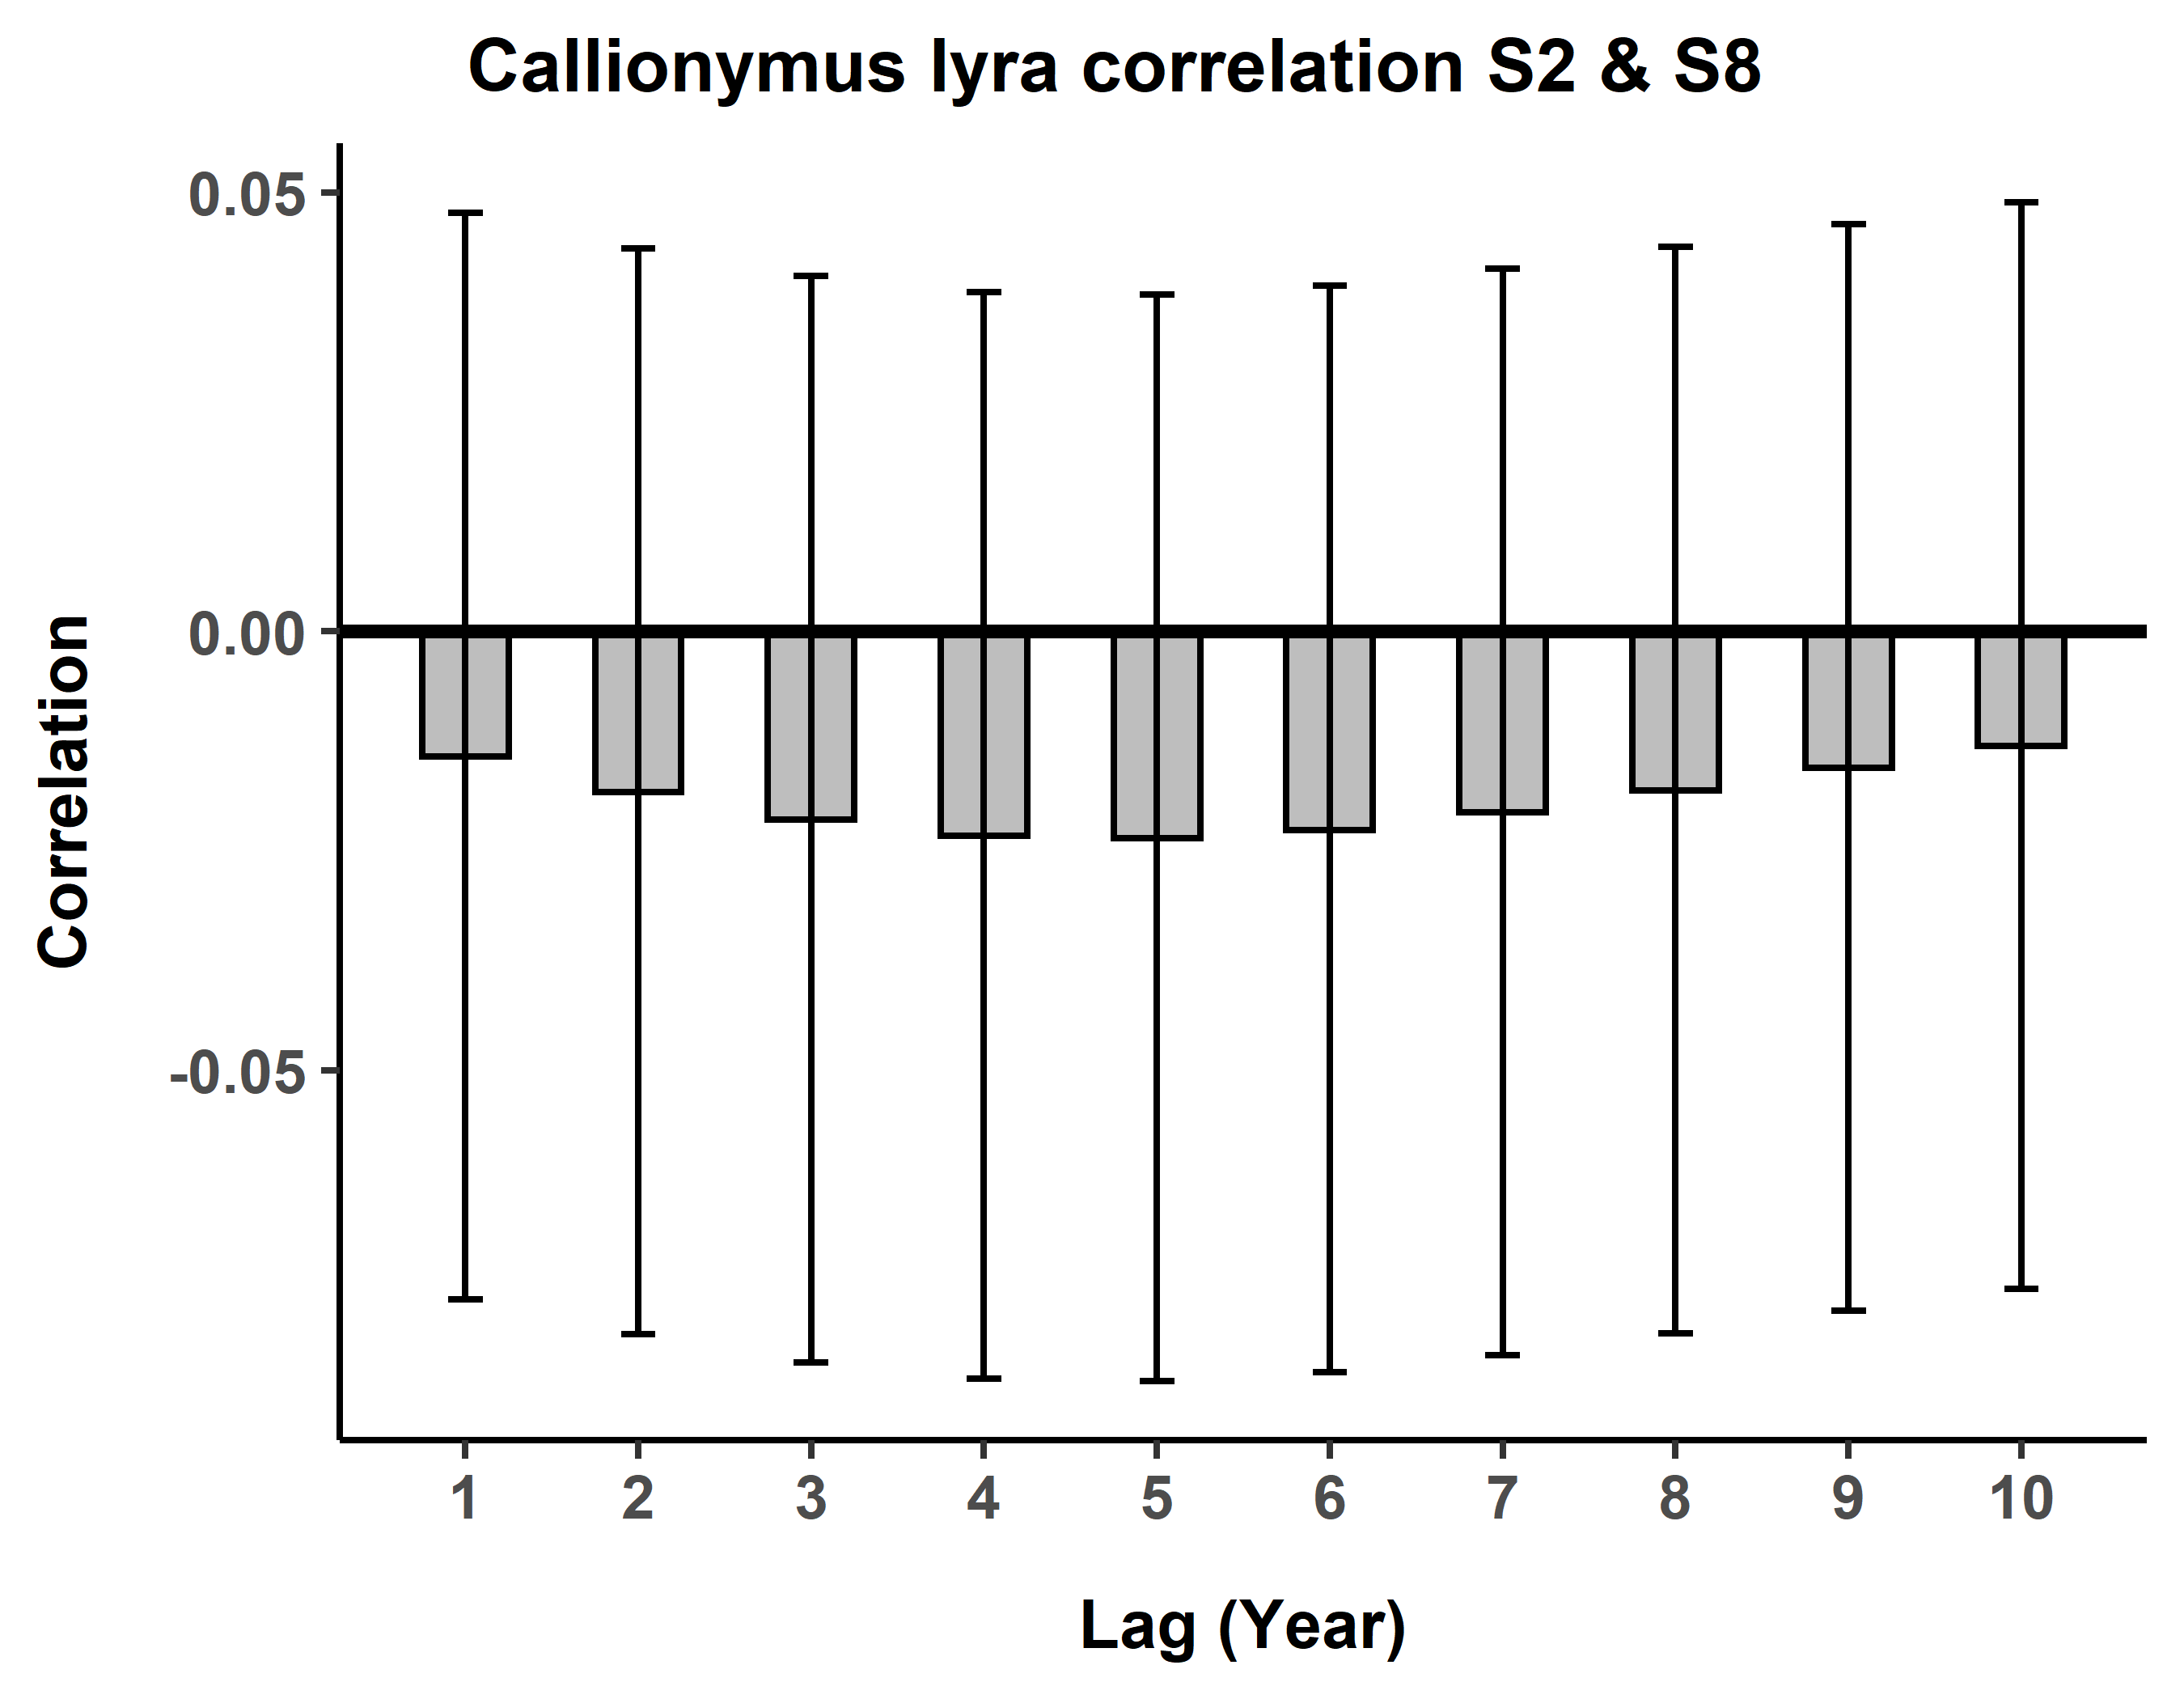 Callionymus lyra correlation S2 & S8
0.05
0.00
-0.05
Correlation
1 2 3 4 5 6 7 8 9 10
Lag (Year)